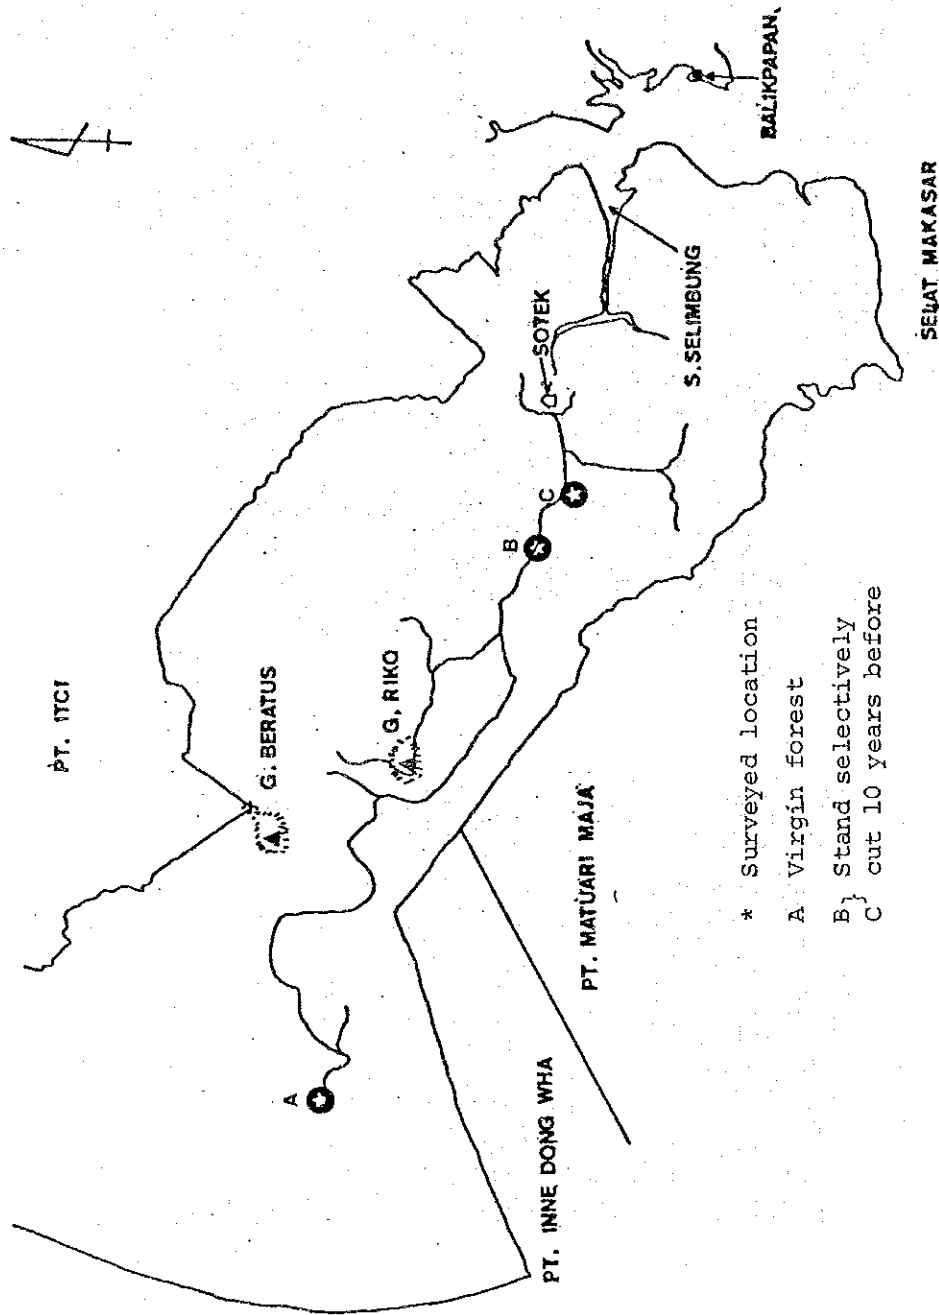 PT. ITCI
G. BERATUS
A
G. RIKO
B
SOTEK
C
PT. INNE DONG WHA
PT. MATUARI MAJA
S. SELIMBUNG
BALIKPAPAN.
* Surveyed location
A Virgin forest
B} Stand selectively
C} cut 10 years before
SELAT MAKASAR